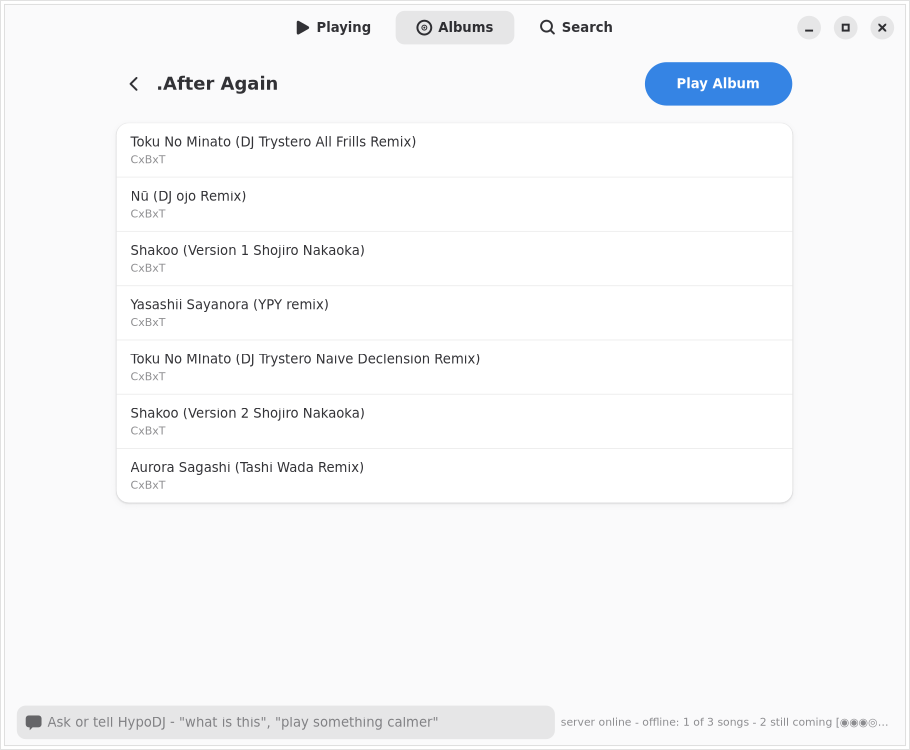 Playing
Albums
Search
.After Again
Play Album
Toku No Minato (DJ Trystero All Frills Remix)
CxBxT
Nū (DJ ojo Remix)
CxBxT
Shakoo (Version 1 Shojiro Nakaoka)
CxBxT
Yasashii Sayanora (YPY remix)
CxBxT
Toku No MInato (DJ Trystero Naive Declension Remix)
CxBxT
Shakoo (Version 2 Shojiro Nakaoka)
CxBxT
Aurora Sagashi (Tashi Wada Remix)
CxBxT
Ask or tell HypoDJ - "what is this", "play something calmer"
server online - offline: 1 of 3 songs - 2 still coming [◉◉◉◎…